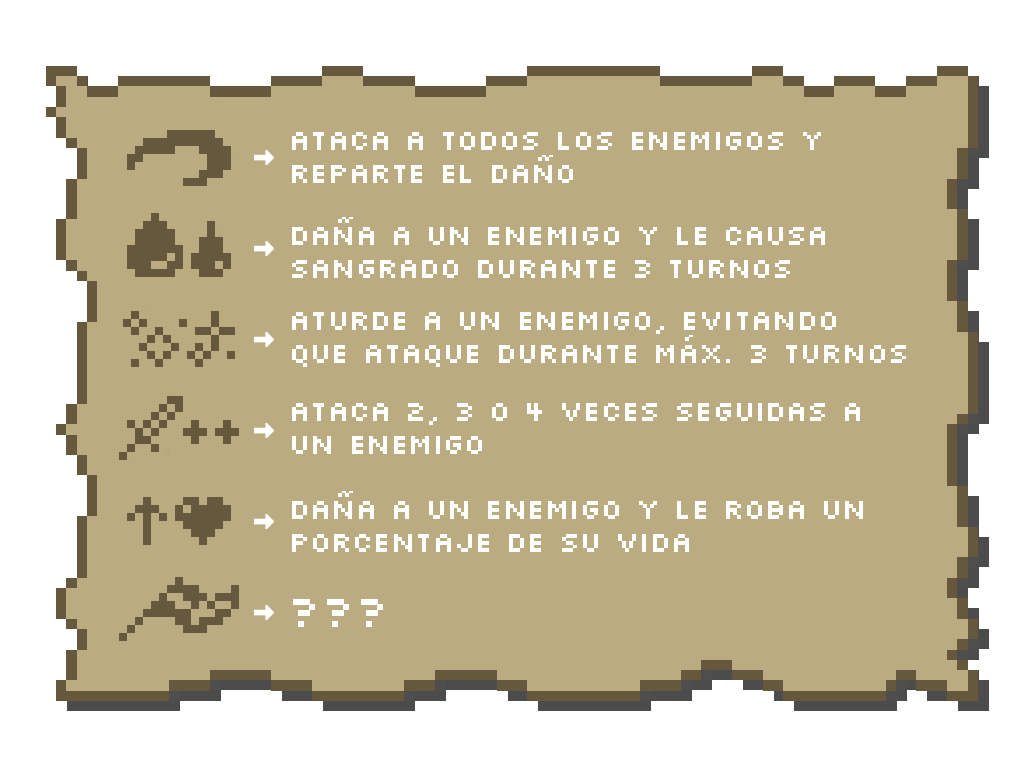 ATACA A TODOS LOS ENEMIGOS Y
REPARTE EL DAÑO
DAÑA A UN ENEMIGO Y LE CAUSA
SANGRADO DURANTE 3 TURNOS
ATURDE A UN ENEMIGO, EVITANDO
QUE ATAQUE DURANTE MÁX. 3 TURNOS
ATACA 2, 3 O 4 VECES SEGUIDAS A
UN ENEMIGO
DAÑA A UN ENEMIGO Y LE ROBA UN
PORCENTAJE DE SU VIDA
???